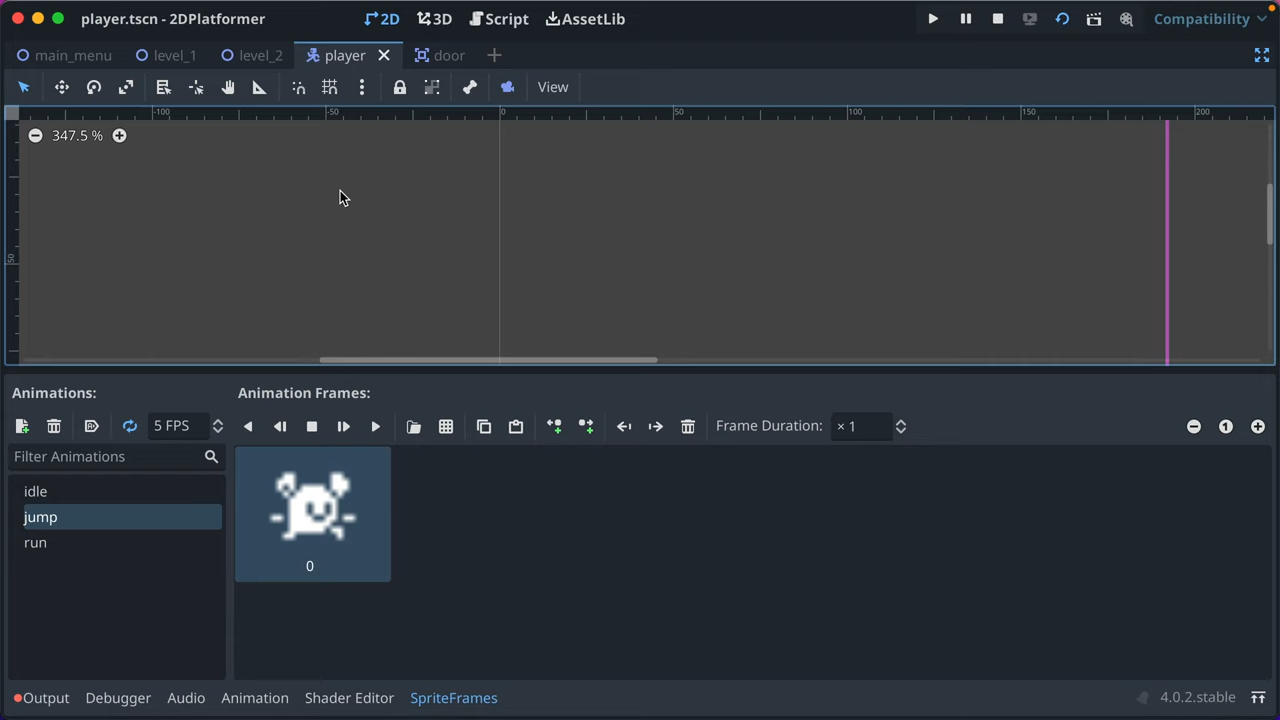 player.tscn - 2DPlatformer
2D
3D
Script
AssetLib
Compatibility
main_menu
level_1
level_2
player
door
View
-100
-50
0
50
100
150
200
347.5 %
50
Animations:
Animation Frames:
5 FPS
Frame Duration:
× 1
1
Filter Animations
idle
jump
run
0
Output
Debugger
Audio
Animation
Shader Editor
SpriteFrames
4.0.2.stable